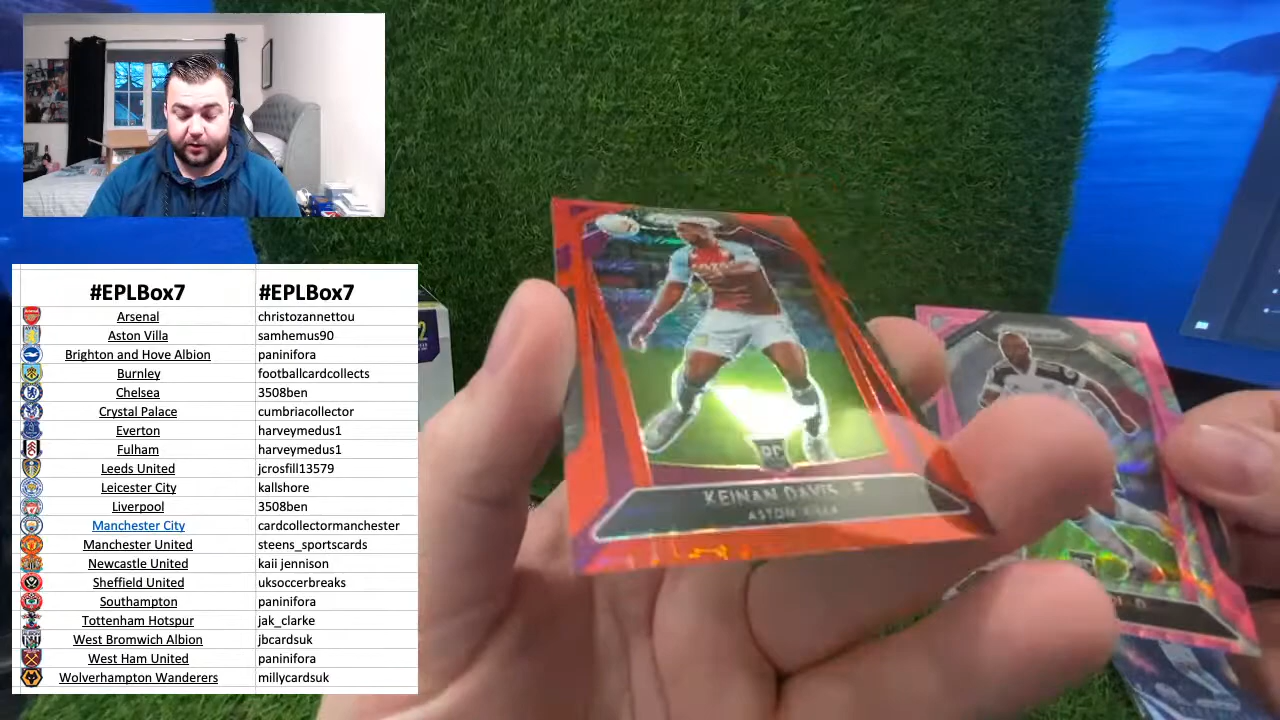 #EPLBox7 #EPLBox7
Arsenal christozannettou
Aston Villa samhemus90
Brighton and Hove Albion paninifora
Burnley footballcardcollects
Chelsea 3508ben
Crystal Palace cumbriacollector
Everton harveymedus1
Fulham harveymedus1
Leeds United jcrosfill13579
Leicester City kallshore
Liverpool 3508ben
Manchester City cardcollectormanchester
Manchester United steens_sportscards
Newcastle United kaii jennison
Sheffield United uksoccerbreaks
Southampton paninifora
Tottenham Hotspur jak_clarke
West Bromwich Albion jbcardsuk
West Ham United paninifora
Wolverhampton Wanderers millycardsuk
RC
KEINAN DAVIS F
ASTON VILLA